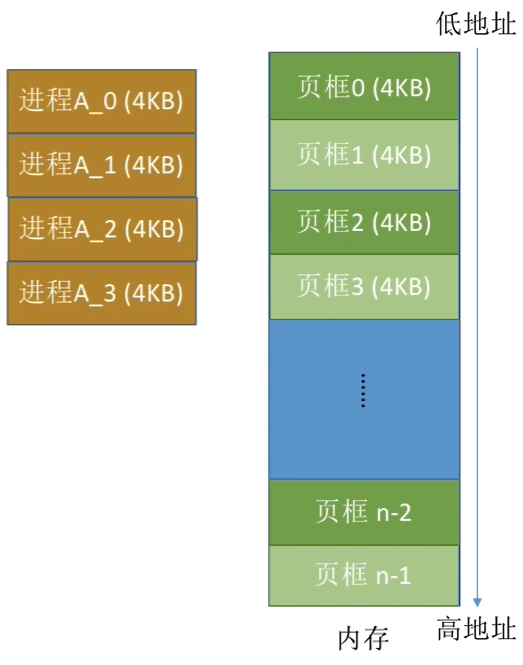 低地址
进程A_0 (4KB)
进程A_1 (4KB)
进程A_2 (4KB)
进程A_3 (4KB)
页框0 (4KB)
页框1 (4KB)
页框2 (4KB)
页框3 (4KB)
......
页框 n-2
页框 n-1
内存
高地址